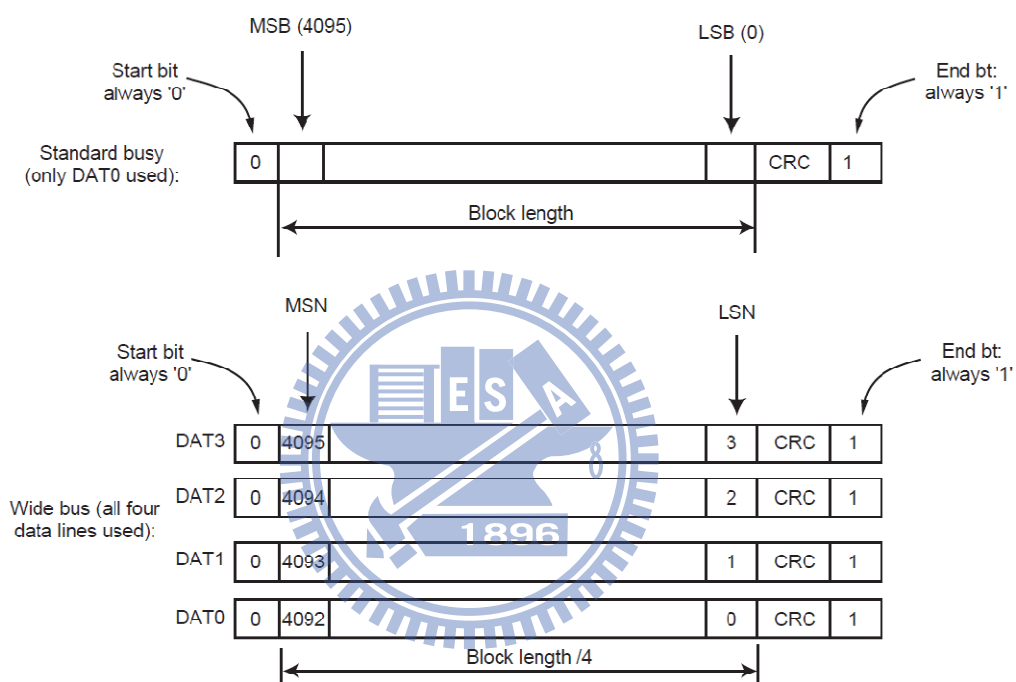 MSB (4095)
LSB (0)
Start bit
always '0'
End bt:
always '1'
Standard busy
(only DAT0 used):
0
CRC
1
Block length
MSN
LSN
Start bit
always '0'
End bt:
always '1'
ESA
DAT3 0 4095 3 CRC 1
DAT2 0 4094 2 CRC 1
Wide bus (all four
data lines used):
1896
DAT1 0 4093 1 CRC 1
DAT0 0 4092 0 CRC 1
Block length /4